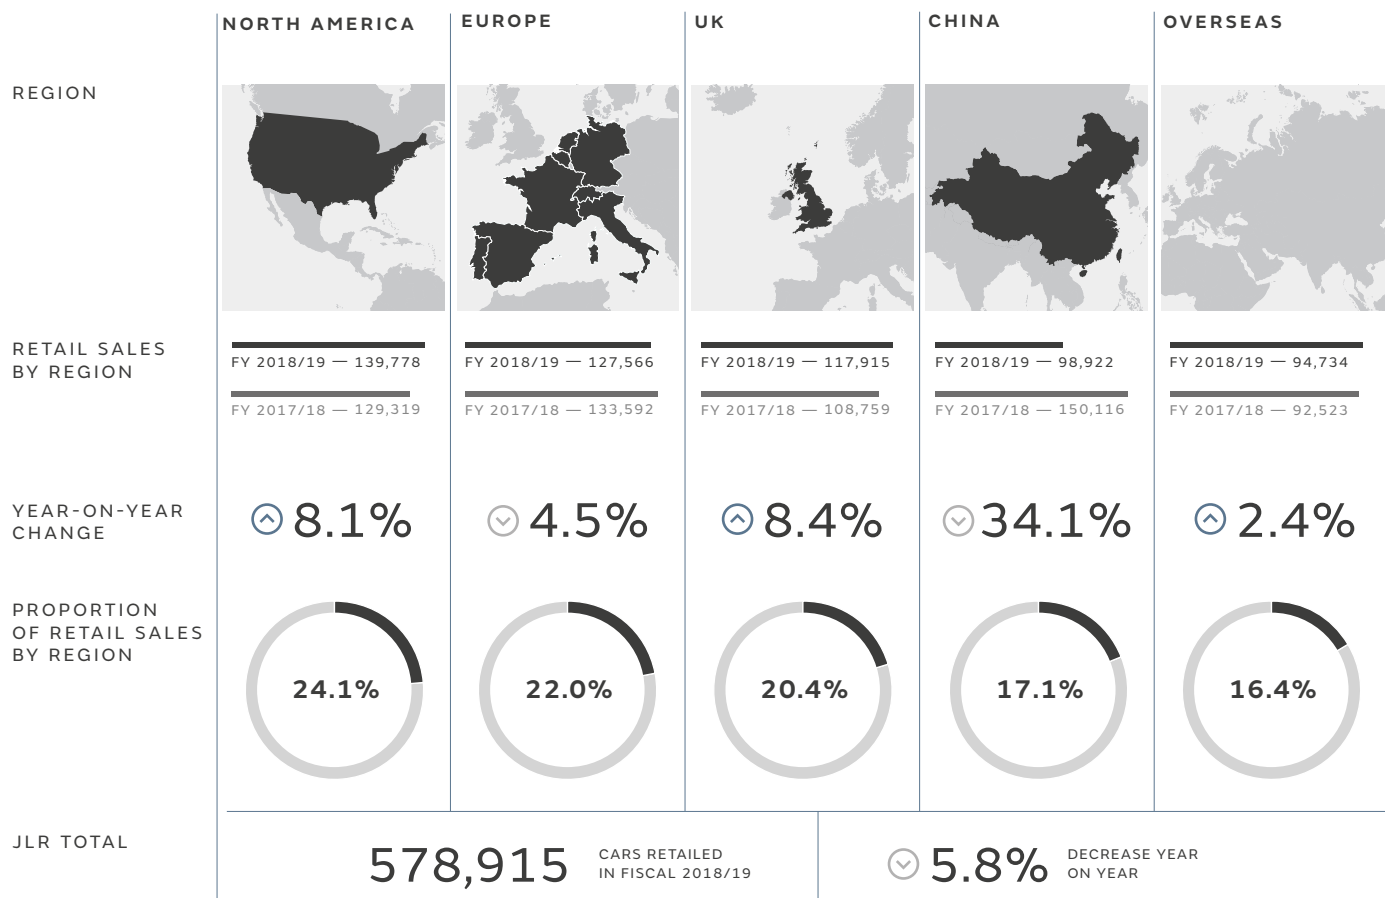 NORTH AMERICA
EUROPE
UK
CHINA
OVERSEAS
REGION
RETAIL SALES
BY REGION
FY 2018/19 — 139,778
FY 2017/18 — 129,319
FY 2018/19 — 127,566
FY 2017/18 — 133,592
FY 2018/19 — 117,915
FY 2017/18 — 108,759
FY 2018/19 — 98,922
FY 2017/18 — 150,116
FY 2018/19 — 94,734
FY 2017/18 — 92,523
YEAR-ON-YEAR
CHANGE
8.1%
4.5%
8.4%
34.1%
2.4%
PROPORTION
OF RETAIL SALES
BY REGION
24.1%
22.0%
20.4%
17.1%
16.4%
JLR TOTAL
578,915
CARS RETAILED
IN FISCAL 2018/19
5.8%
DECREASE YEAR
ON YEAR